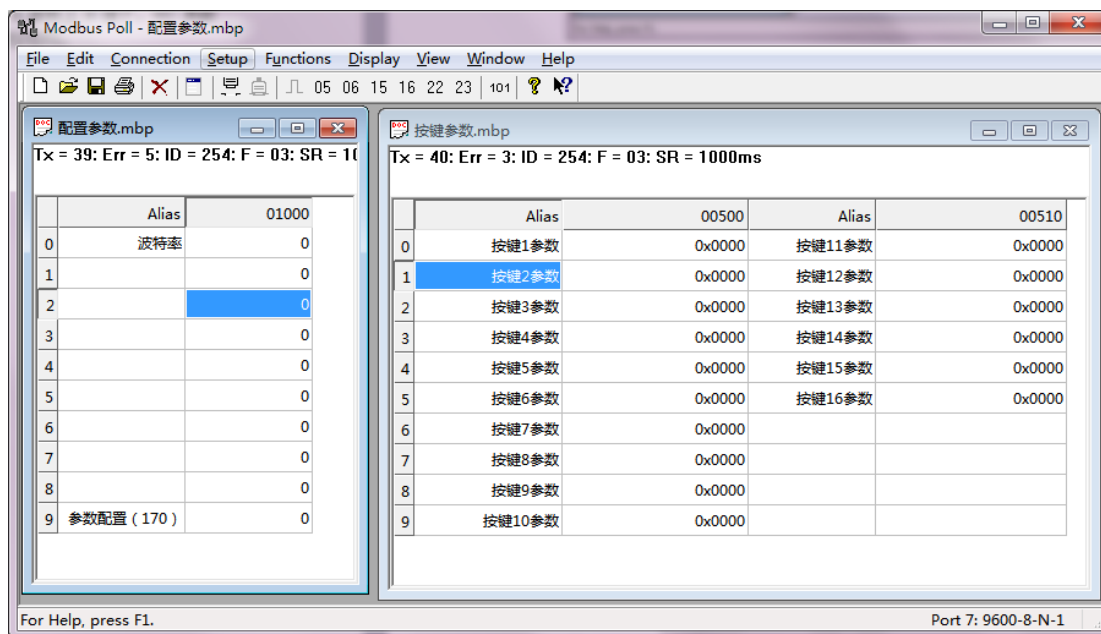 Modbus Poll - 配置参数.mbp
File Edit Connection Setup Functions Display View Window Help
05 06 15 16 22 23 101
配置参数.mbp
Tx = 39: Err = 5: ID = 254: F = 03: SR = 10
Alias 01000
0 波特率 0
1 0
2 0
3 0
4 0
5 0
6 0
7 0
8 0
9 参数配置（170） 0
按键参数.mbp
Tx = 40: Err = 3: ID = 254: F = 03: SR = 1000ms
Alias 00500 Alias 00510
0 按键1参数 0x0000 按键11参数 0x0000
1 按键2参数 0x0000 按键12参数 0x0000
2 按键3参数 0x0000 按键13参数 0x0000
3 按键4参数 0x0000 按键14参数 0x0000
4 按键5参数 0x0000 按键15参数 0x0000
5 按键6参数 0x0000 按键16参数 0x0000
6 按键7参数 0x0000
7 按键8参数 0x0000
8 按键9参数 0x0000
9 按键10参数 0x0000
For Help, press F1.
Port 7: 9600-8-N-1